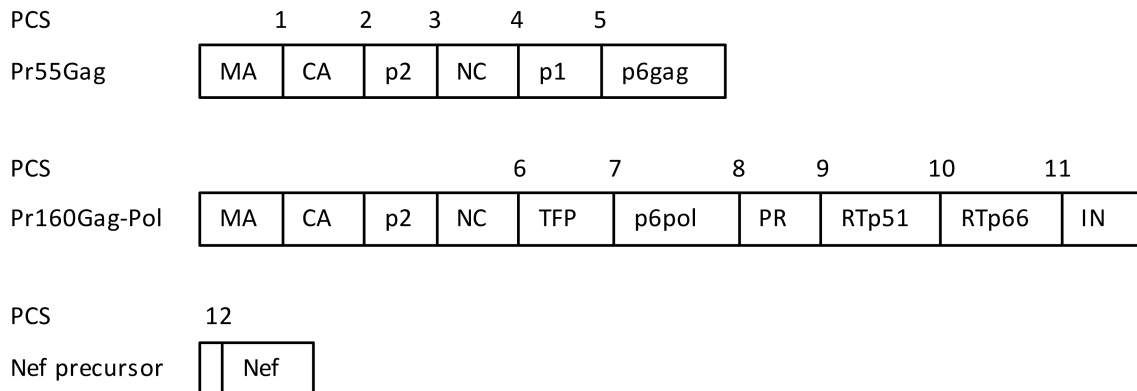 PCS 1 2 3 4 5
Pr55Gag MA CA p2 NC p1 p6gag
PCS 6 7 8 9 10 11
Pr160Gag-Pol MA CA p2 NC TFP p6pol PR RTp51 RTp66 IN
PCS 12
Nef precursor Nef